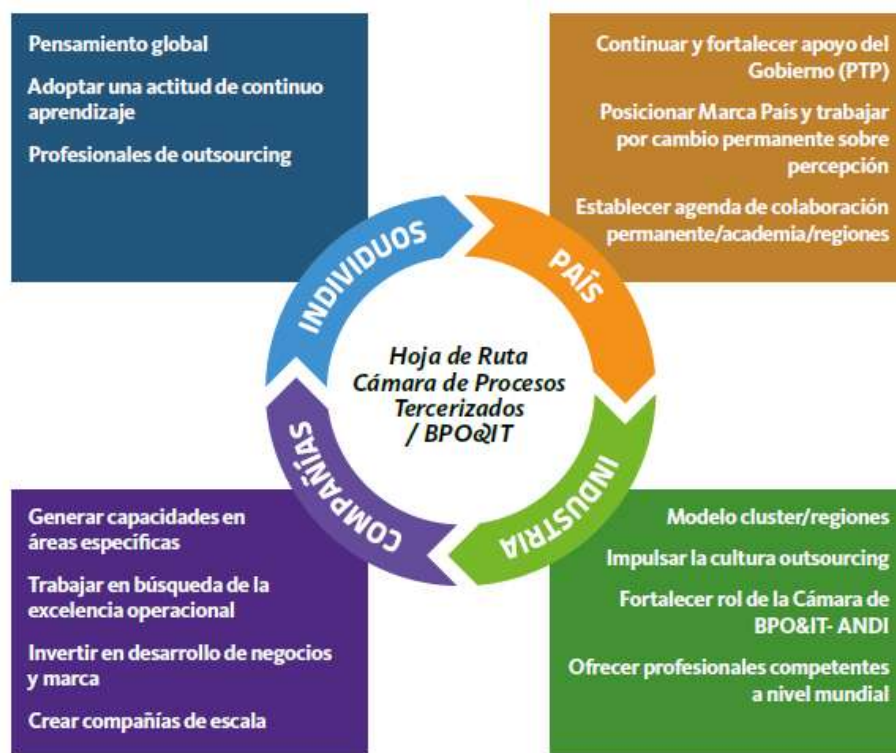 Pensamiento global
Adoptar una actitud de continuo
aprendizaje
Profesionales de outsourcing
Continuar y fortalecer apoyo del
Gobierno (PTP)
Posicionar Marca País y trabajar
por cambio permanente sobre
percepción
Establecer agenda de colaboración
permanente/academia/regiones
INDIVIDUOS
PAÍS
Hoja de Ruta
Cámara de Procesos
Tercerizados
/ BPO&IT
COMPAÑÍAS
INDUSTRIA
Generar capacidades en
áreas específicas
Trabajar en búsqueda de la
excelencia operacional
Invertir en desarrollo de negocios
y marca
Crear compañías de escala
Modelo cluster/regiones
Impulsar la cultura outsourcing
Fortalecer rol de la Cámara de
BPO&IT- ANDI
Ofrecer profesionales competentes
a nivel mundial